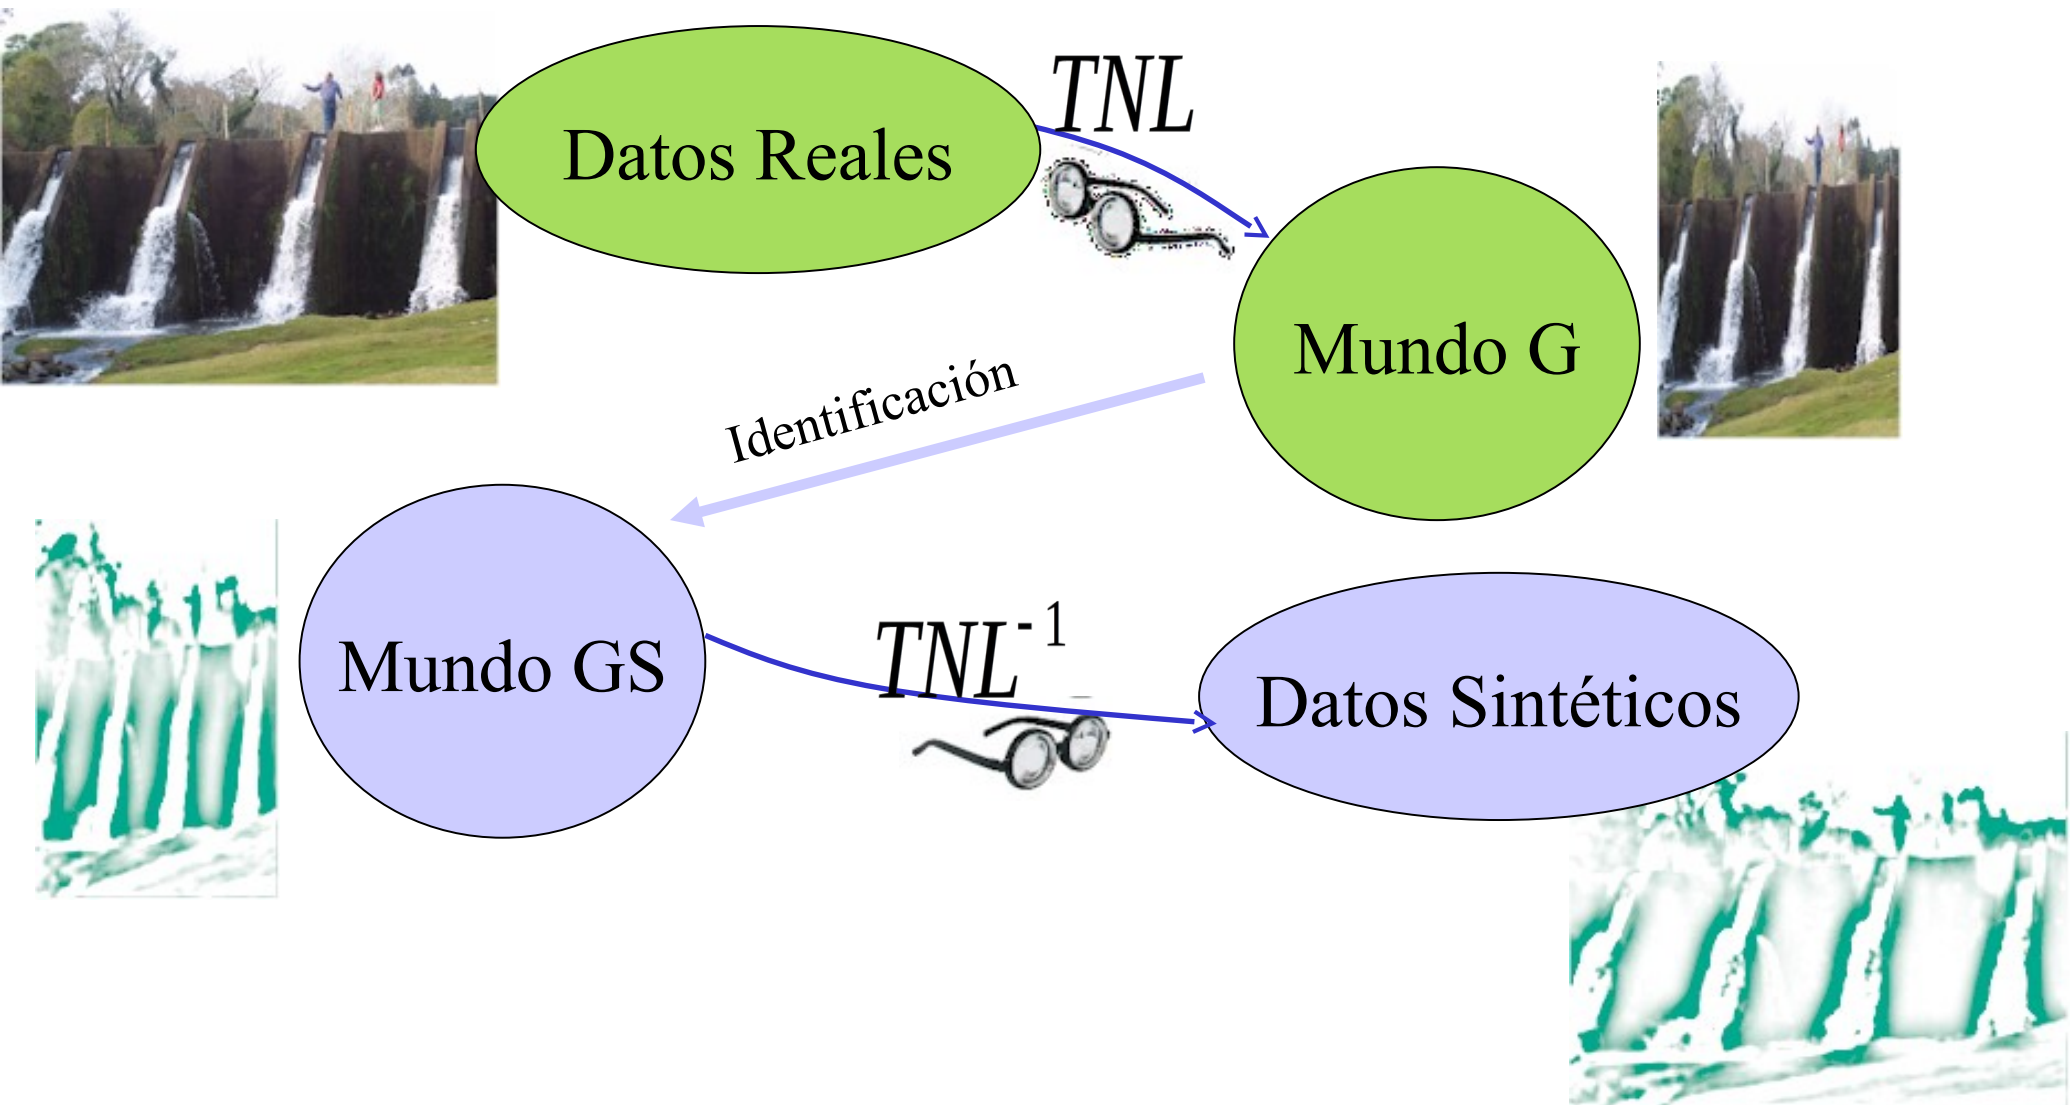 TNL
Datos Reales
Mundo G
Identificación
TNL⁻¹
Mundo GS
Datos Sintéticos